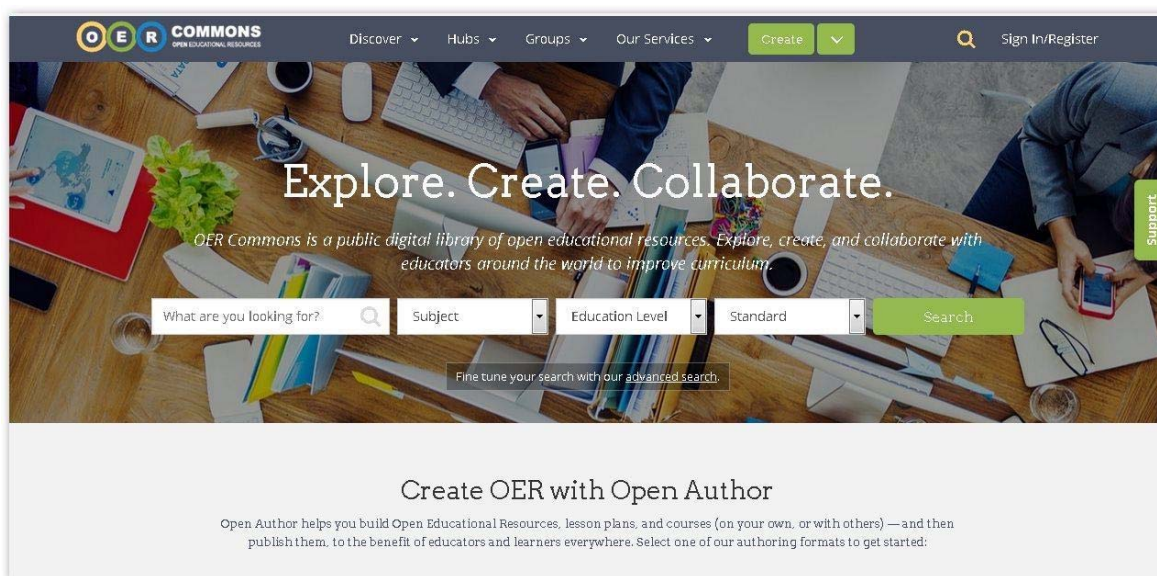 OER COMMONS
OPEN EDUCATIONAL RESOURCES
Discover
Hubs
Groups
Our Services
Create
Sign In/Register
DATA
Explore. Create. Collaborate.
Support
OER Commons is a public digital library of open educational resources. Explore, create, and collaborate with
educators around the world to improve curriculum.
What are you looking for?
Subject
Education Level
Standard
Search
Fine tune your search with our advanced search.
Create OER with Open Author
Open Author helps you build Open Educational Resources, lesson plans, and courses (on your own, or with others) — and then
publish them, to the benefit of educators and learners everywhere. Select one of our authoring formats to get started: